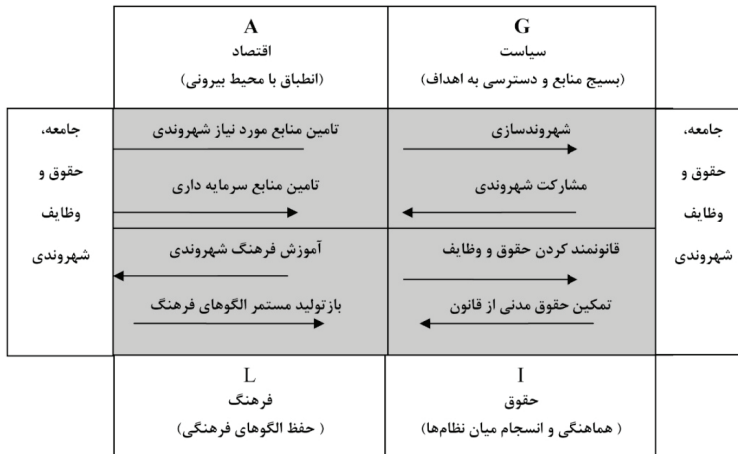 G
سیاست
(بسیج منابع و دسترسی به اهداف)
A
اقتصاد
(انطباق با محیط بیرونی)
جامعه،
حقوق و
وظایف
شهروندی
شهروندسازی
مشارکت شهروندی
قانونمند کردن حقوق و وظایف
تمکین حقوق مدنی از قانون
تامین منابع مورد نیاز شهروندی
تامین منابع سرمایه داری
آموزش فرهنگ شهروندی
بازتولید مستمر الگوهای فرهنگ
جامعه،
حقوق و
وظایف
شهروندی
I
حقوق
( هماهنگی و انسجام میان نظام‌ها)
L
فرهنگ
( حفظ الگوهای فرهنگی)